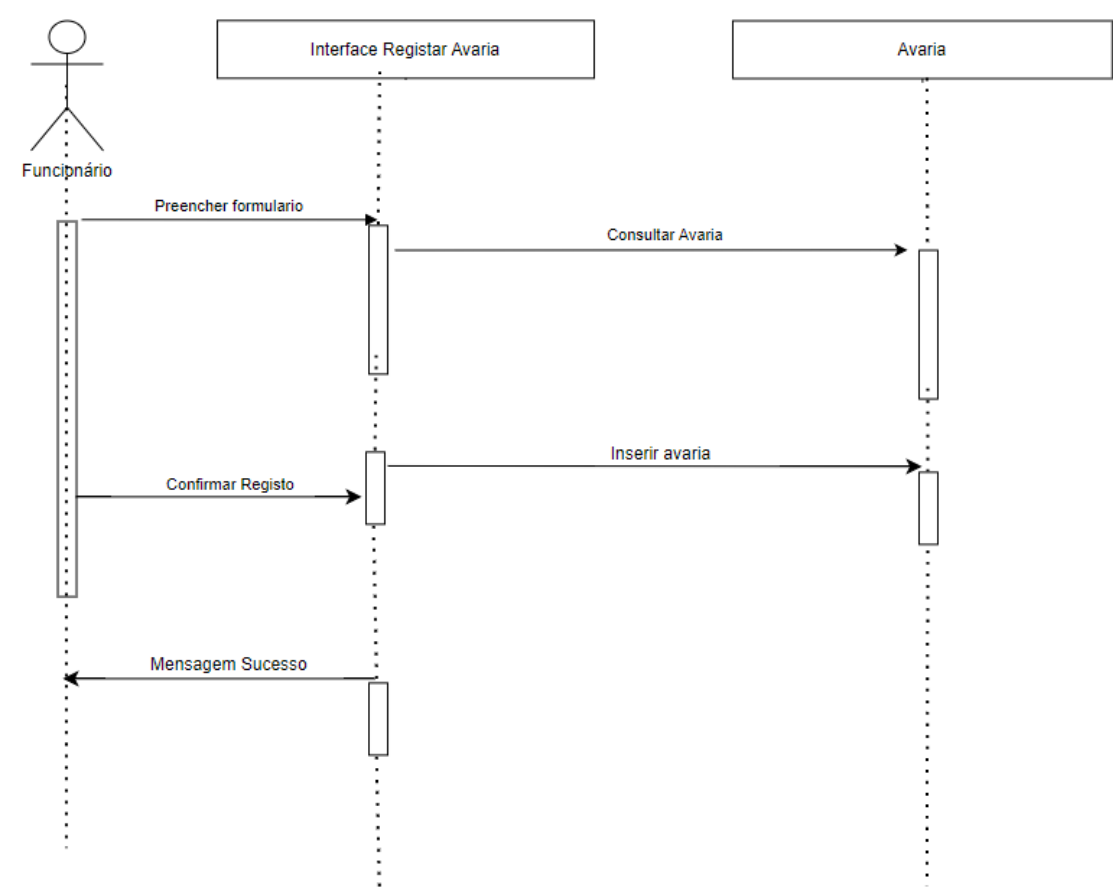 Interface Registar Avaria
Avaria
Funcionário
Preencher formulario
Consultar Avaria
Inserir avaria
Confirmar Registo
Mensagem Sucesso